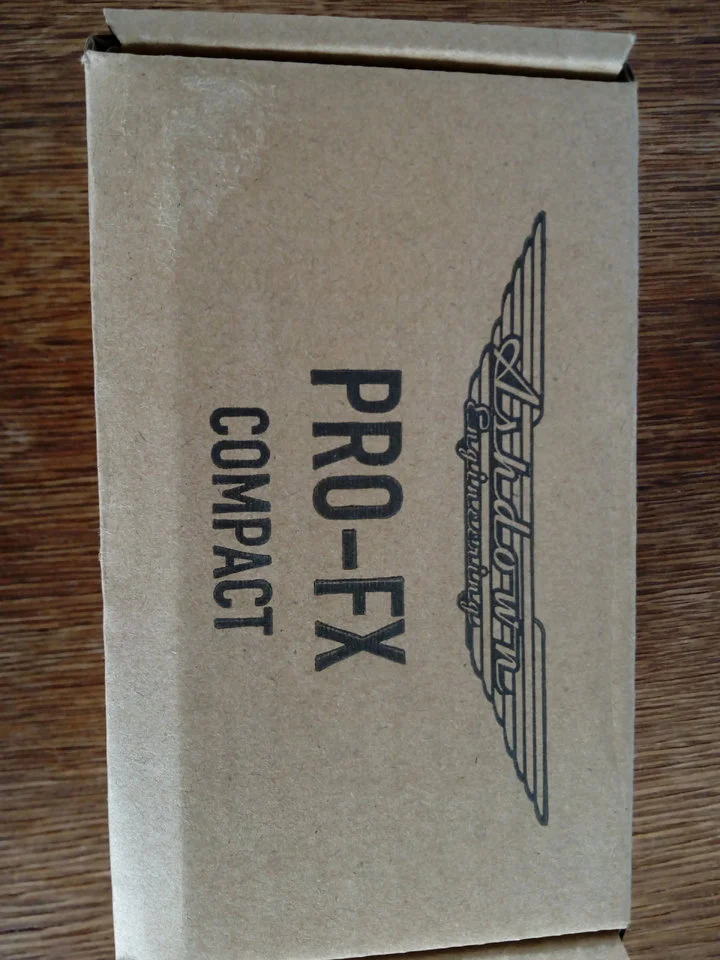 Ashdown
Engineering
PRO-FX
COMPACT